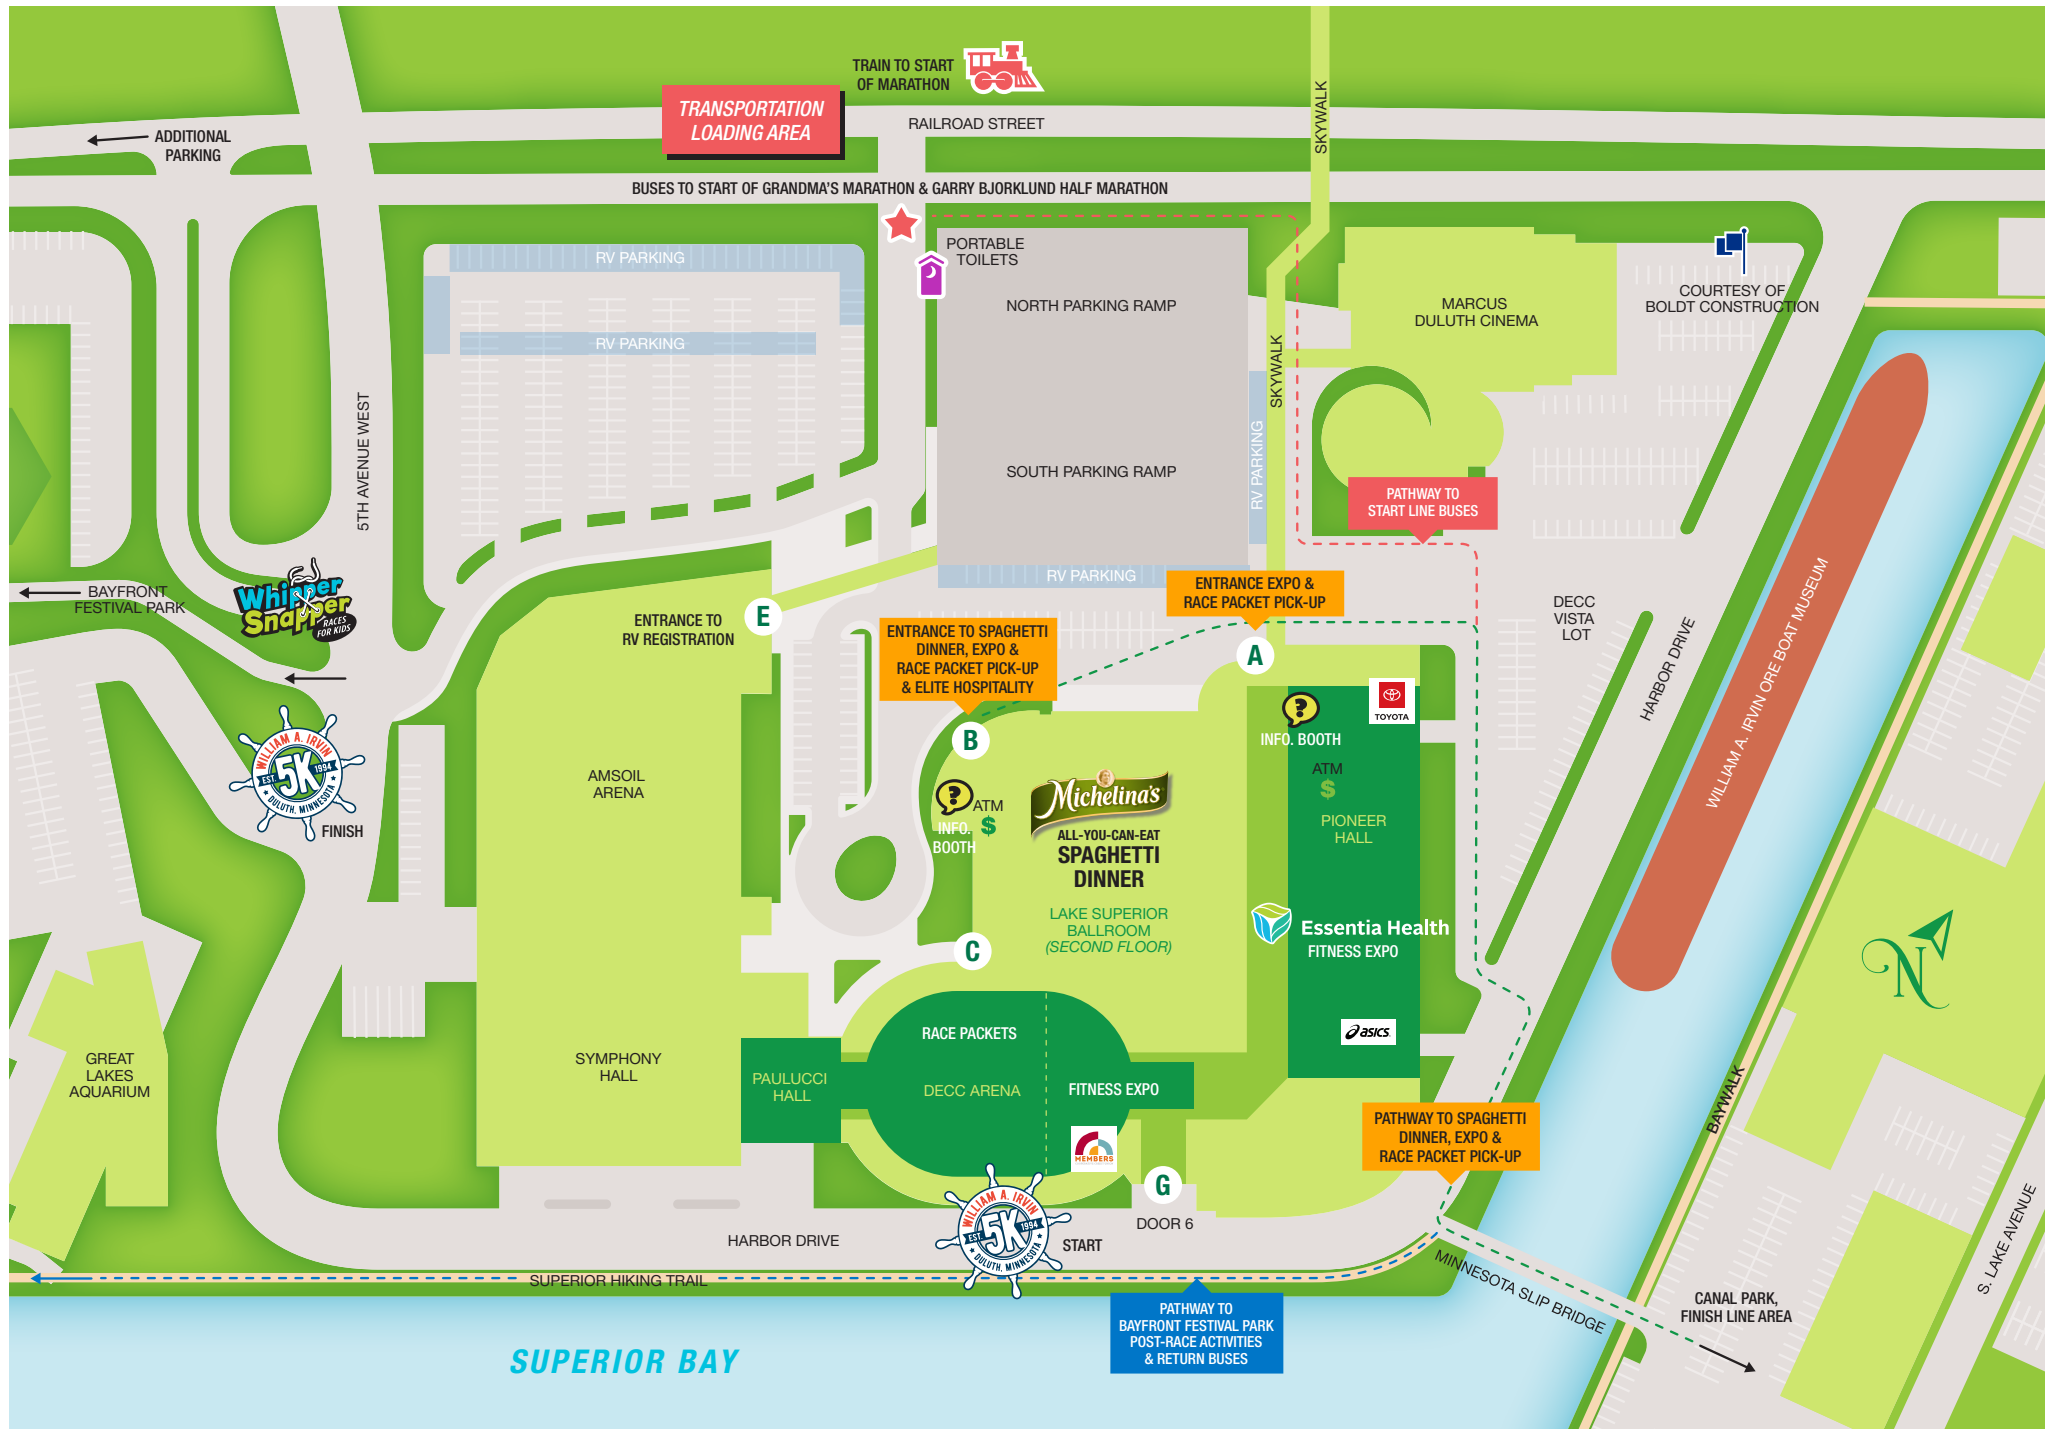 TRAIN TO START
OF MARATHON
TRANSPORTATION
LOADING AREA
RAILROAD STREET
SKYWALK
ADDITIONAL
PARKING
BUSES TO START OF GRANDMA'S MARATHON & GARRY BJORKLUND HALF MARATHON
PORTABLE
TOILETS
RV PARKING
RV PARKING
NORTH PARKING RAMP
MARCUS
DULUTH CINEMA
COURTESY OF
BOLDT CONSTRUCTION
SKYWALK
5TH AVENUE WEST
SOUTH PARKING RAMP
RV PARKING
PATHWAY TO
START LINE BUSES
RV PARKING
BAYFRONT
FESTIVAL PARK
Whipper
Snapper
RACES
FOR KIDS
ENTRANCE TO
RV REGISTRATION
E
ENTRANCE EXPO &
RACE PACKET PICK-UP
A
ENTRANCE TO SPAGHETTI
DINNER, EXPO &
RACE PACKET PICK-UP
& ELITE HOSPITALITY
B
DECC
VISTA
LOT
HARBOR DRIVE
WILLIAM A. IRVIN ORE BOAT MUSEUM
TOYOTA
?
INFO. BOOTH
ATM
$
PIONEER
HALL
WILLIAM A. IRVIN
EST.
5K
1994
DULUTH, MINNESOTA
FINISH
AMSOIL
ARENA
?
INFO.
BOOTH
ATM
$
Michelina's
ALL-YOU-CAN-EAT
SPAGHETTI
DINNER
LAKE SUPERIOR
BALLROOM
(SECOND FLOOR)
C
Essentia Health
FITNESS EXPO
N
asics
RACE PACKETS
DECC ARENA
FITNESS EXPO
MEMBERS
GREAT
LAKES
AQUARIUM
SYMPHONY
HALL
PAULUCCI
HALL
BAYWALK
PATHWAY TO SPAGHETTI
DINNER, EXPO &
RACE PACKET PICK-UP
G
DOOR 6
WILLIAM A. IRVIN
EST.
5K
1994
DULUTH, MINNESOTA
START
HARBOR DRIVE
SUPERIOR HIKING TRAIL
MINNESOTA SLIP BRIDGE
S. LAKE AVENUE
CANAL PARK,
FINISH LINE AREA
PATHWAY TO
BAYFRONT FESTIVAL PARK
POST-RACE ACTIVITIES
& RETURN BUSES
SUPERIOR BAY